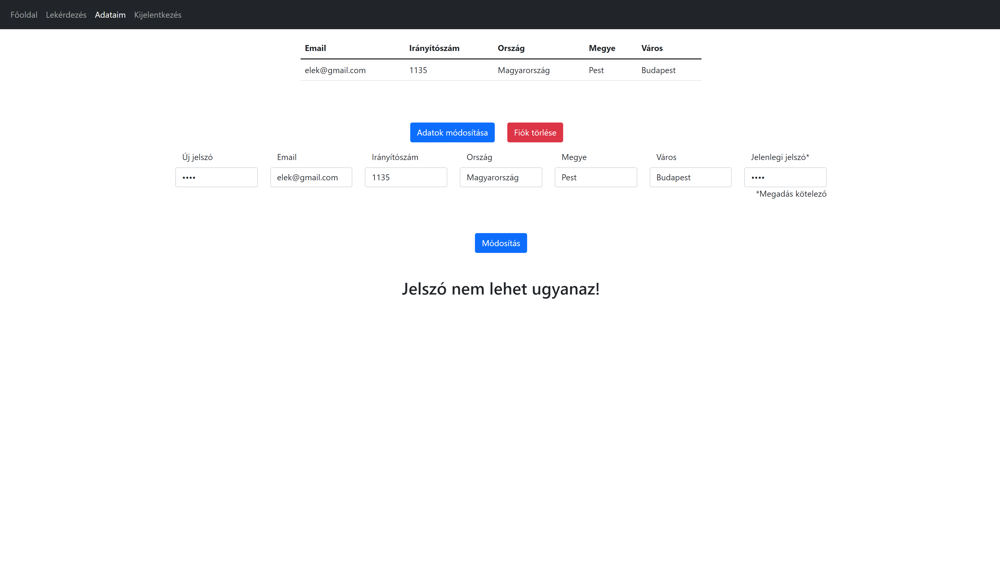 Főoldal Lekérdezés Adataim Kijelentkezés
Email Irányítószám Ország Megye Város
elek@gmail.com 1135 Magyarország Pest Budapest
Adatok módosítása Fiók törlése
Új jelszó Email Irányítószám Ország Megye Város Jelenlegi jelszó*
•••• elek@gmail.com 1135 Magyarország Pest Budapest ••••
*Megadás kötelező
Módosítás
Jelszó nem lehet ugyanaz!